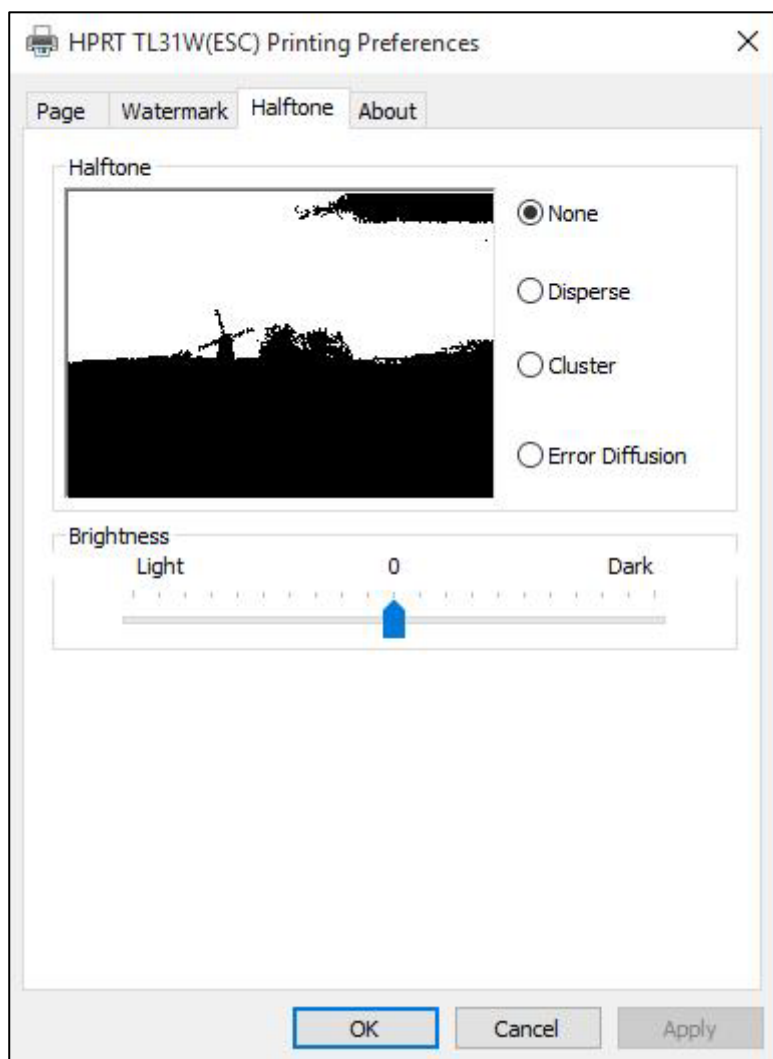 HPRT TL31W(ESC) Printing Preferences
Page Watermark Halftone About
Halftone
None
Disperse
Cluster
Error Diffusion
Brightness
Light 0 Dark
OK Cancel Apply